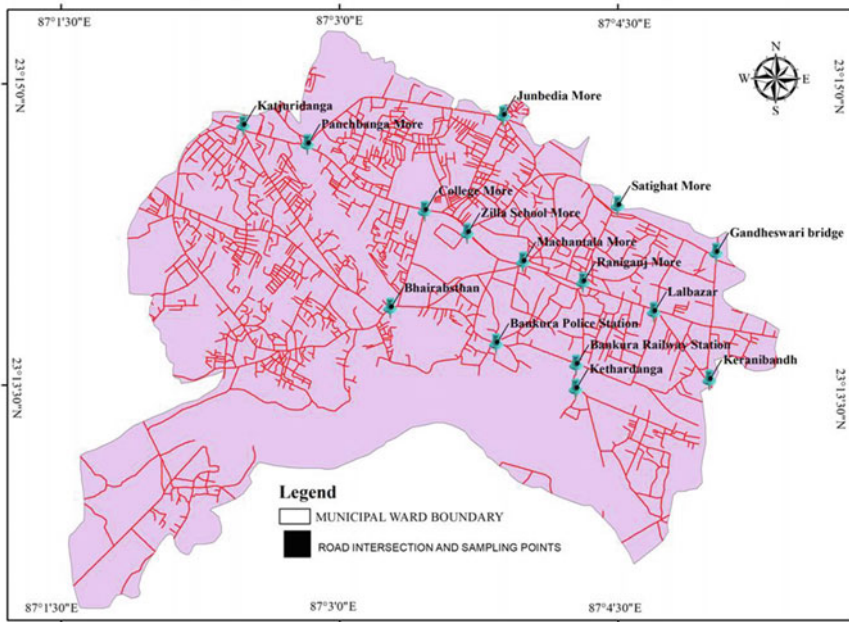 87°1'30"E
87°3'0"E
87°4'30"E
23°15'0"N
23°15'0"N
N
W
E
S
Junbedia More
Katjuridanga
Panchbanga More
College More
Satighat More
Zilla School More
Gandheswari bridge
Machantala More
Raniganj More
Bhairabsthan
Lalbazar
Bankura Police Station
Bankura Railway Station
Keranibandh
Kethardanga
23°13'30"N
23°13'30"N
Legend
MUNICIPAL WARD BOUNDARY
ROAD INTERSECTION AND SAMPLING POINTS
87°1'30"E
87°3'0"E
87°4'30"E